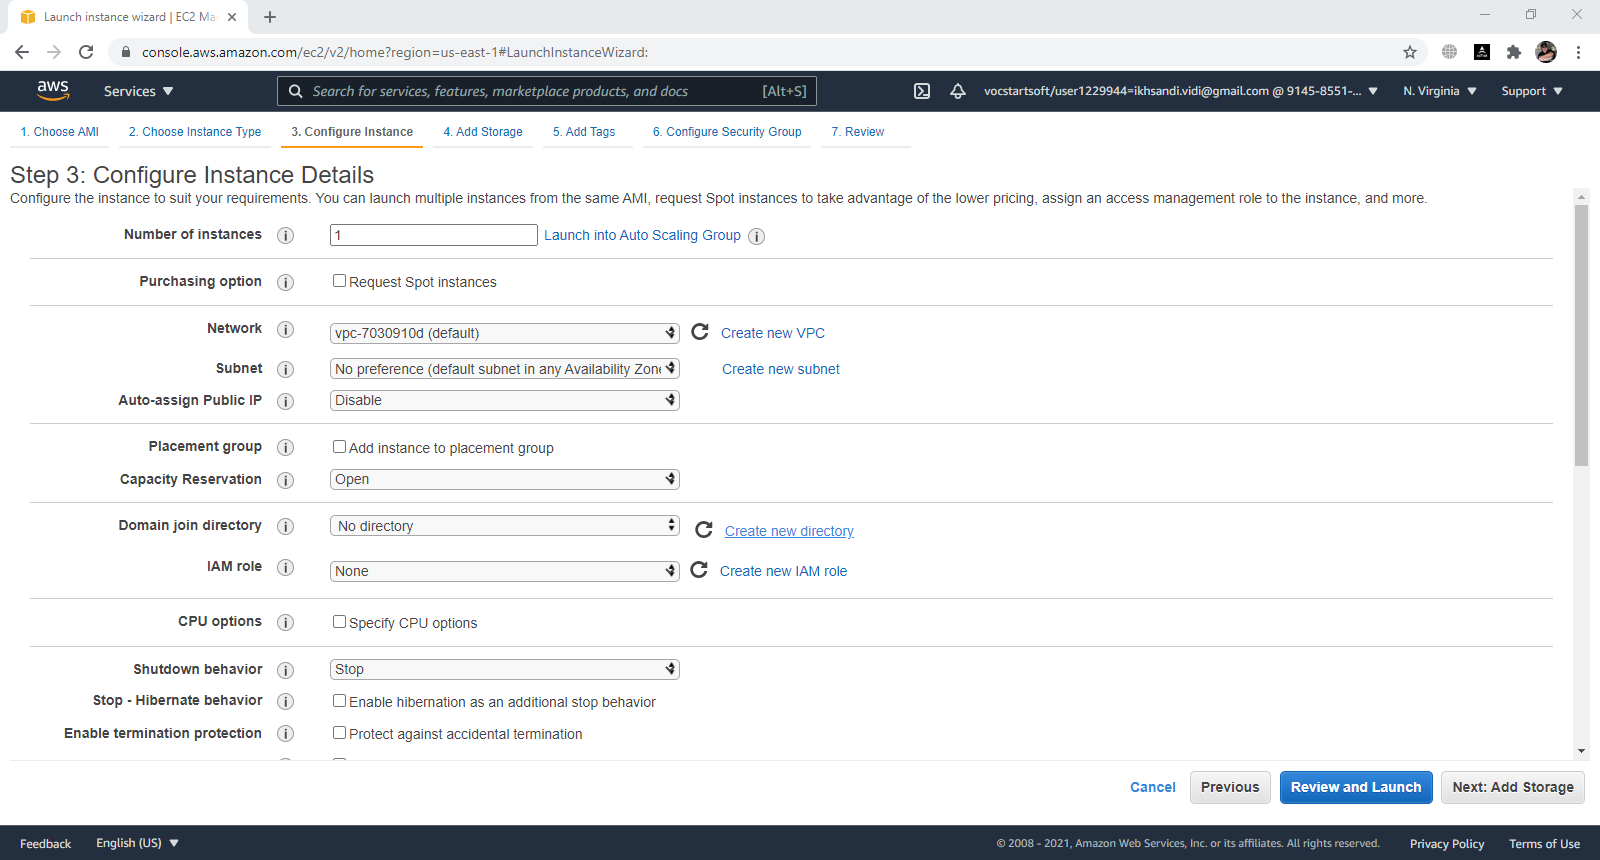 Launch instance wizard | EC2 Ma
console.aws.amazon.com/ec2/v2/home?region=us-east-1#LaunchInstanceWizard:
aws Services Search for services, features, marketplace products, and docs [Alt+S] vocstartsoft/user1229944=ikhsandi.vidi@gmail.com @ 9145-8551-... N. Virginia Support
1. Choose AMI 2. Choose Instance Type 3. Configure Instance 4. Add Storage 5. Add Tags 6. Configure Security Group 7. Review
Step 3: Configure Instance Details
Configure the instance to suit your requirements. You can launch multiple instances from the same AMI, request Spot instances to take advantage of the lower pricing, assign an access management role to the instance, and more.
Number of instances i 1 Launch into Auto Scaling Group i
Purchasing option i Request Spot instances
Network i vpc-7030910d (default) Create new VPC
Subnet i No preference (default subnet in any Availability Zone Create new subnet
Auto-assign Public IP i Disable
Placement group i Add instance to placement group
Capacity Reservation i Open
Domain join directory i No directory Create new directory
IAM role i None Create new IAM role
CPU options i Specify CPU options
Shutdown behavior i Stop
Stop - Hibernate behavior i Enable hibernation as an additional stop behavior
Enable termination protection i Protect against accidental termination
Cancel Previous Review and Launch Next: Add Storage
Feedback English (US) © 2008 - 2021, Amazon Web Services, Inc. or its affiliates. All rights reserved. Privacy Policy Terms of Use